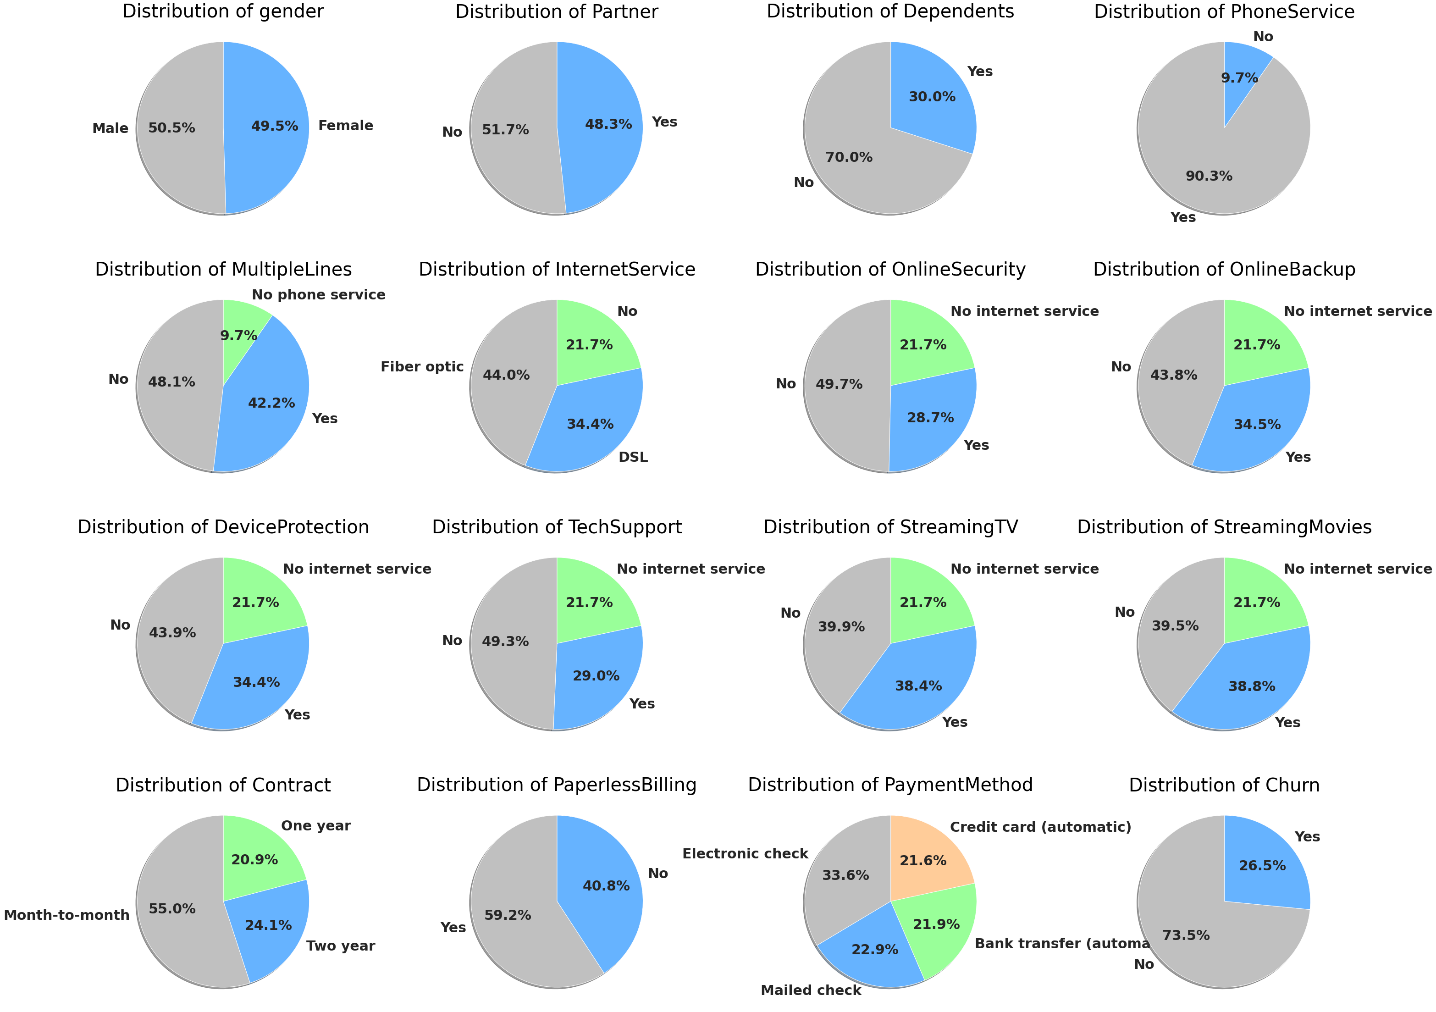 Distribution of gender
Male
50.5%
49.5%
Female
Distribution of Partner
No
51.7%
48.3%
Yes
Distribution of Dependents
Yes
30.0%
70.0%
No
Distribution of PhoneService
No
9.7%
90.3%
Yes
Distribution of MultipleLines
No phone service
9.7%
No
48.1%
42.2%
Yes
Distribution of InternetService
No
21.7%
Fiber optic
44.0%
34.4%
DSL
Distribution of OnlineSecurity
No internet service
21.7%
No
49.7%
28.7%
Yes
Distribution of OnlineBackup
No internet service
21.7%
No
43.8%
34.5%
Yes
Distribution of DeviceProtection
No internet service
21.7%
No
43.9%
34.4%
Yes
Distribution of TechSupport
No internet service
21.7%
No
49.3%
29.0%
Yes
Distribution of StreamingTV
No internet service
21.7%
No
39.9%
38.4%
Yes
Distribution of StreamingMovies
No internet service
21.7%
No
39.5%
38.8%
Yes
Distribution of Contract
One year
20.9%
Month-to-month
55.0%
24.1%
Two year
Distribution of PaperlessBilling
40.8%
No
59.2%
Yes
Distribution of PaymentMethod
Credit card (automatic)
Electronic check
21.6%
33.6%
21.9%
Bank transfer (automa
22.9%
Mailed check
Distribution of Churn
Yes
26.5%
73.5%
No